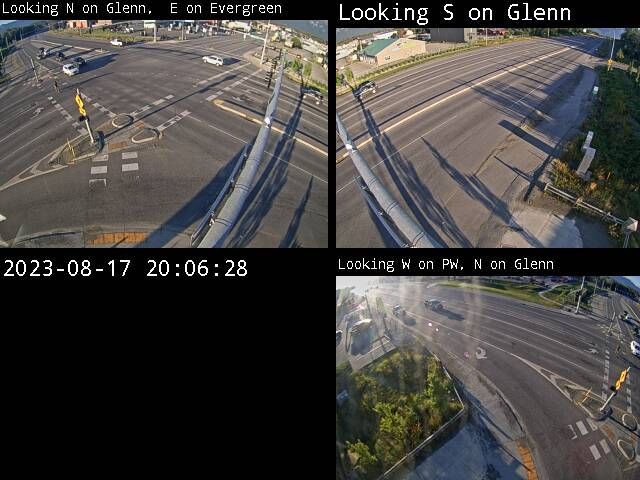 Looking N on Glenn,  E on Evergreen
Looking S on Glenn
2023-08-17 20:06:28
Looking W on PW, N on Glenn